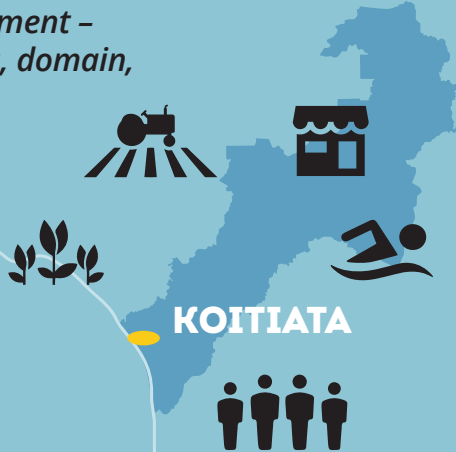 ment –
, domain,
KOITIATA